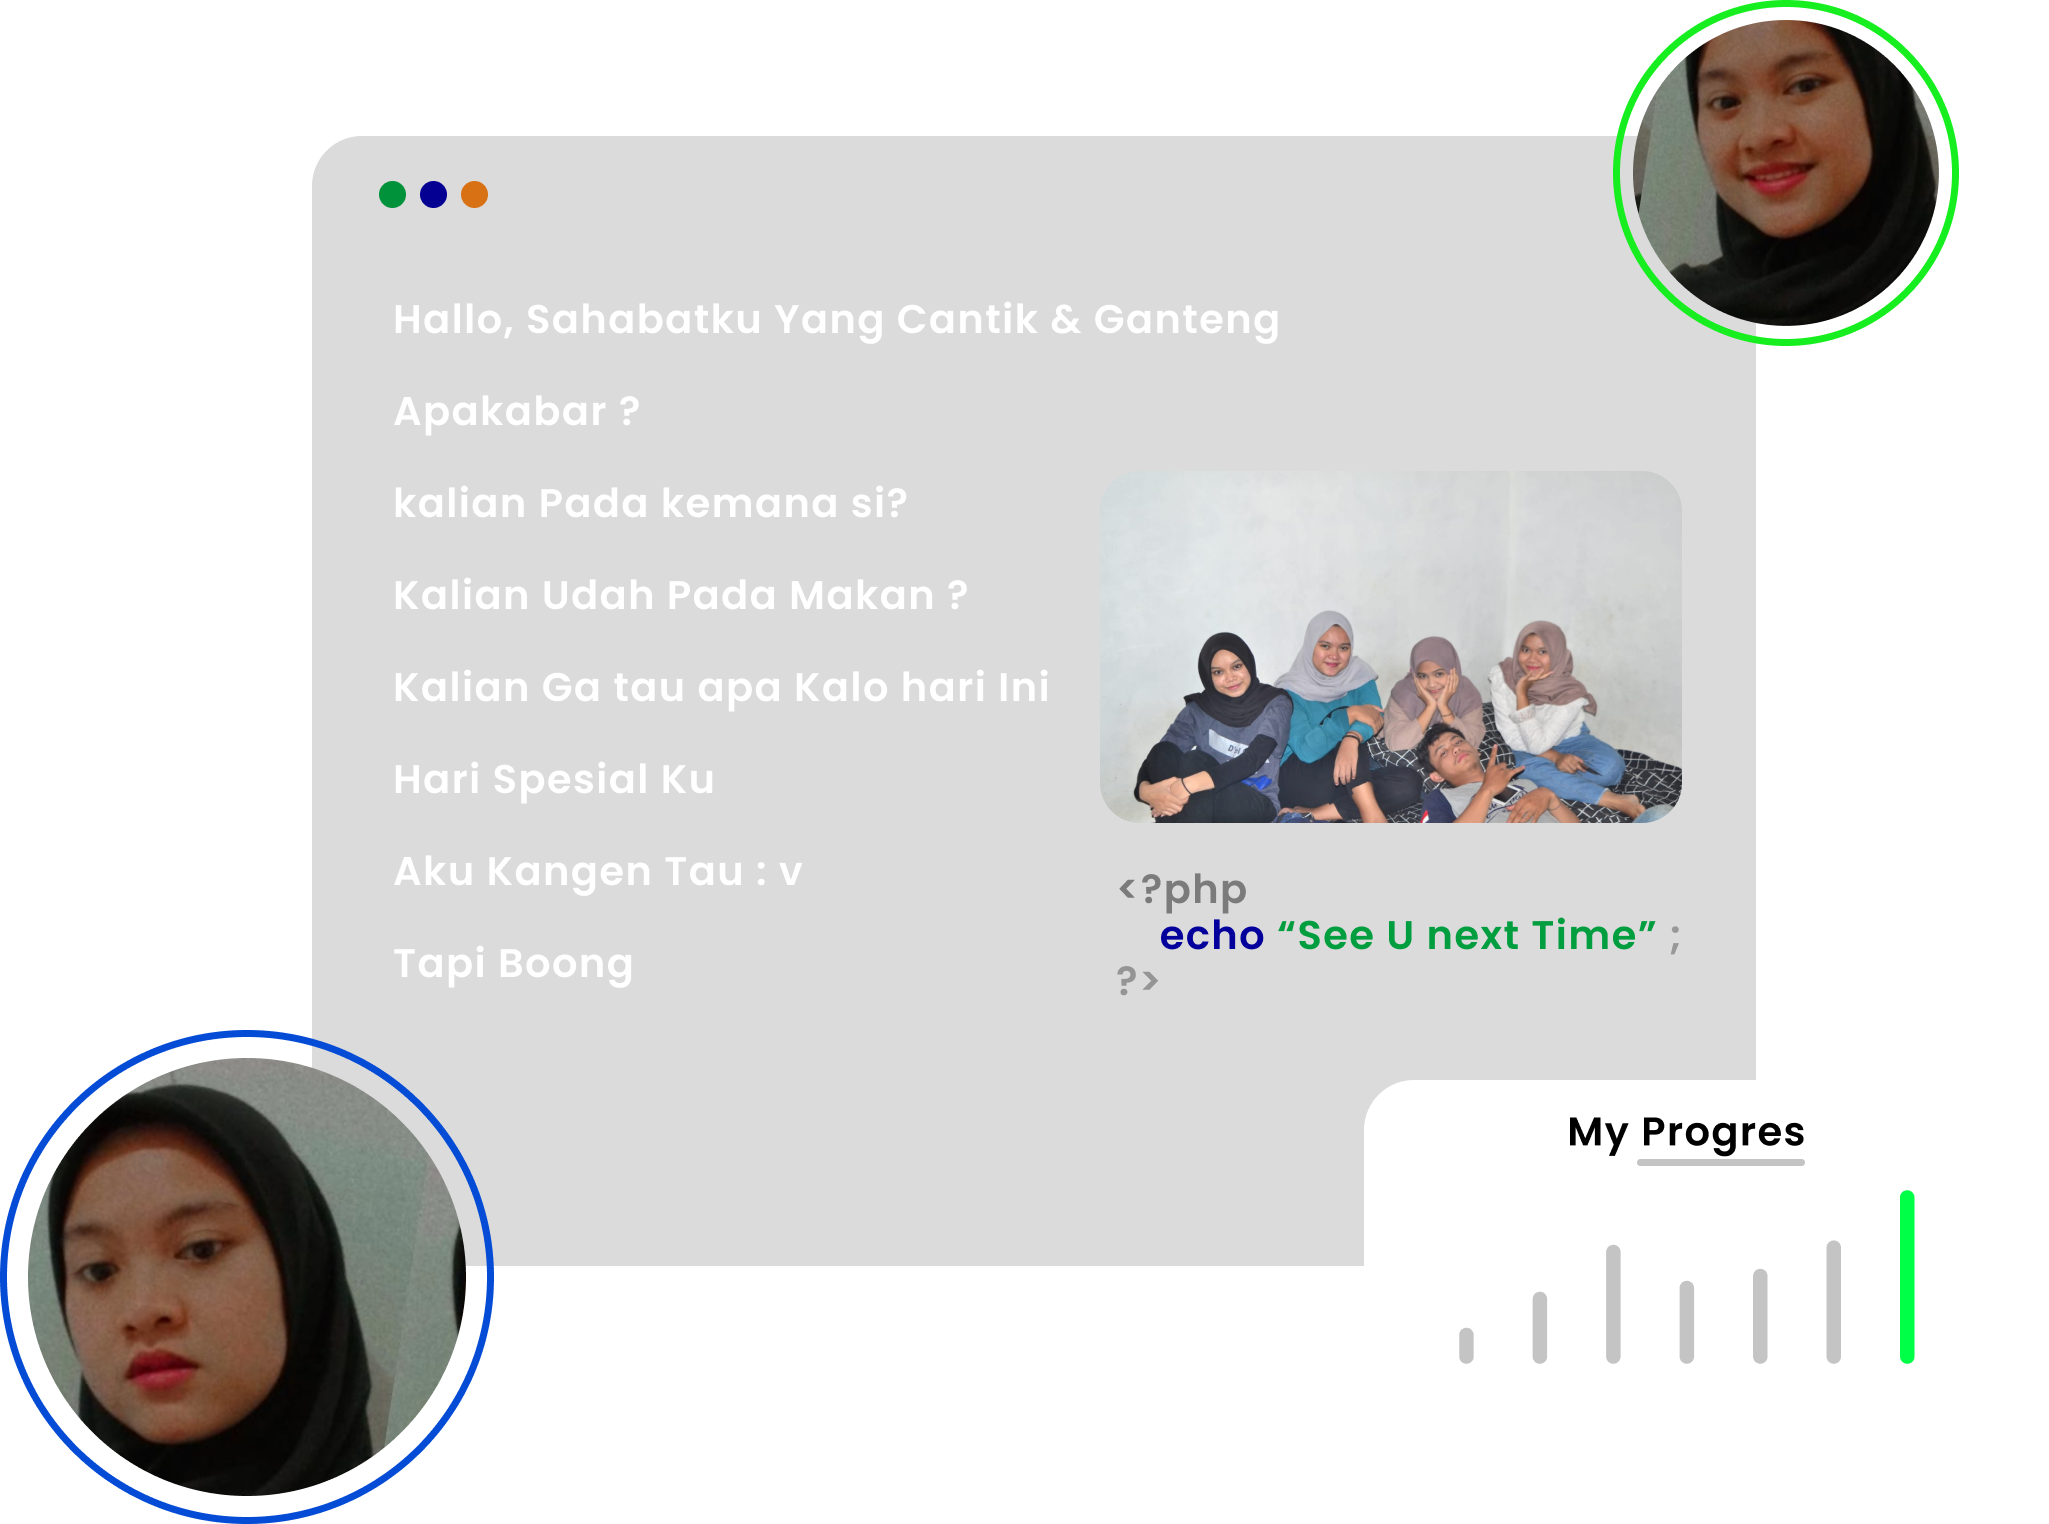 Hallo, Sahabatku Yang Cantik & Ganteng
Apakabar ?
kalian Pada kemana si?
Kalian Udah Pada Makan ?
Kalian Ga tau apa Kalo hari Ini
Hari Spesial Ku
Aku Kangen Tau : v
Tapi Boong
<?php
echo “See U next Time” ;
?>
My Progres